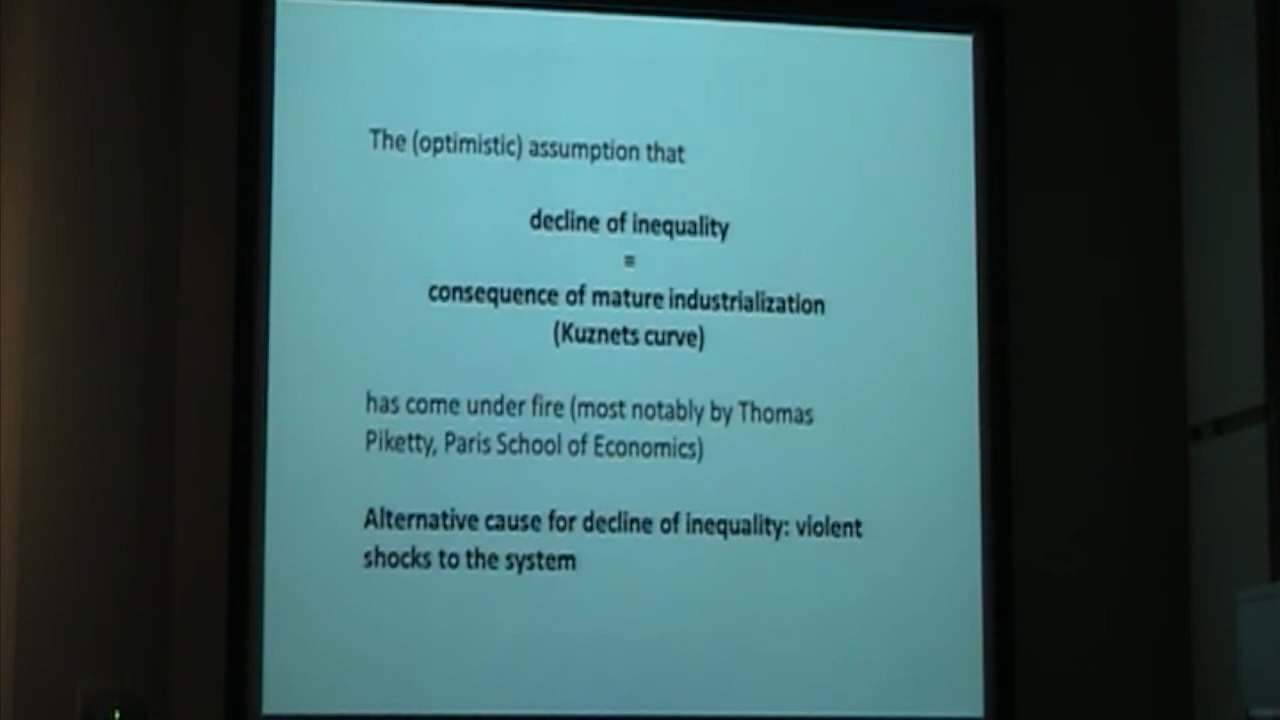 The (optimistic) assumption that
decline of inequality
=
consequence of mature industrialization
(Kuznets curve)
has come under fire (most notably by Thomas
Piketty, Paris School of Economics)
Alternative cause for decline of inequality: violent
shocks to the system